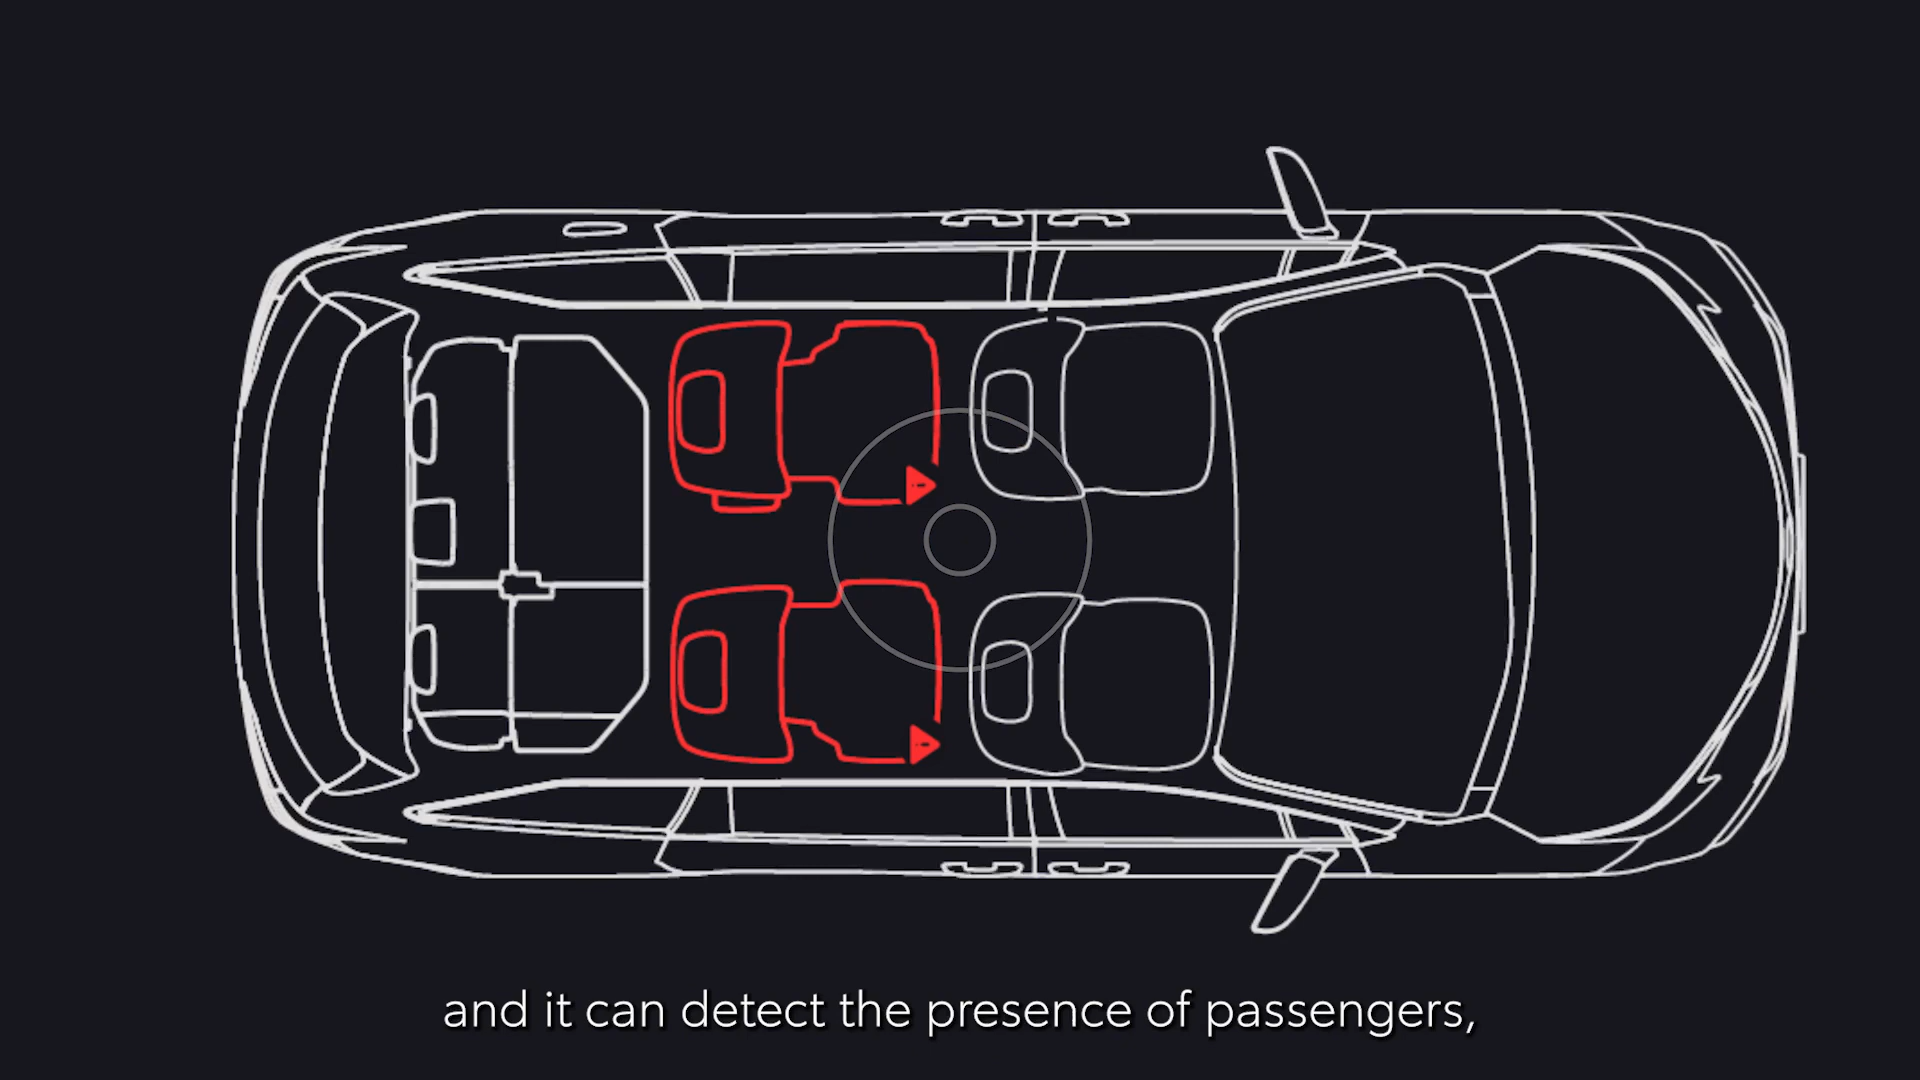 and it can detect the presence of passengers,